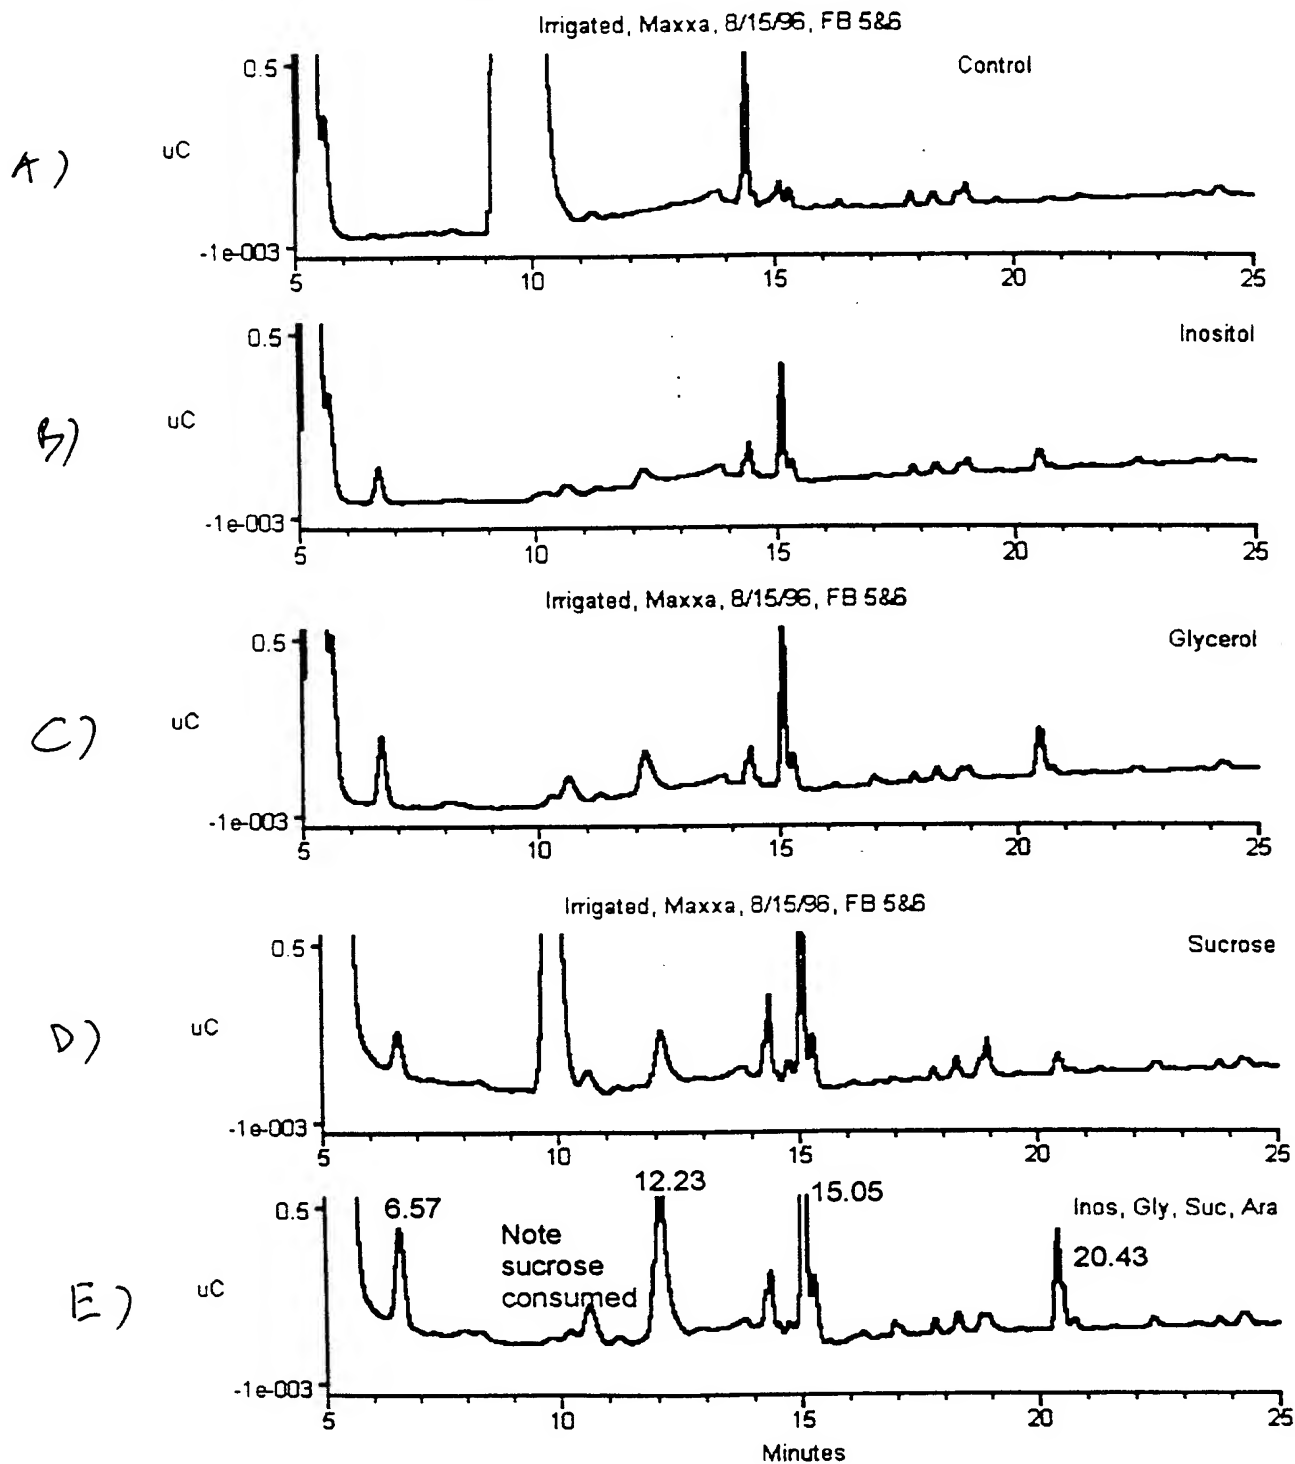 Irrigated, Maxxa, 8/15/96, FB 5&6
Control
0.5
A)
uC
-1e-003
5 10 15 20 25
Inositol
0.5
B)
uC
-1e-003
5 10 15 20 25
Irrigated, Maxxa, 8/15/96, FB 5&6
Glycerol
0.5
C)
uC
-1e-003
5 10 15 20 25
Irrigated, Maxxa, 8/15/96, FB 5&6
Sucrose
0.5
D)
uC
-1e-003
5 10 15 20 25
12.23
15.05
0.5
6.57
Inos, Gly, Suc, Ara
20.43
Note
sucrose
consumed
E)
uC
-1e-003
5 10 15 20 25
Minutes